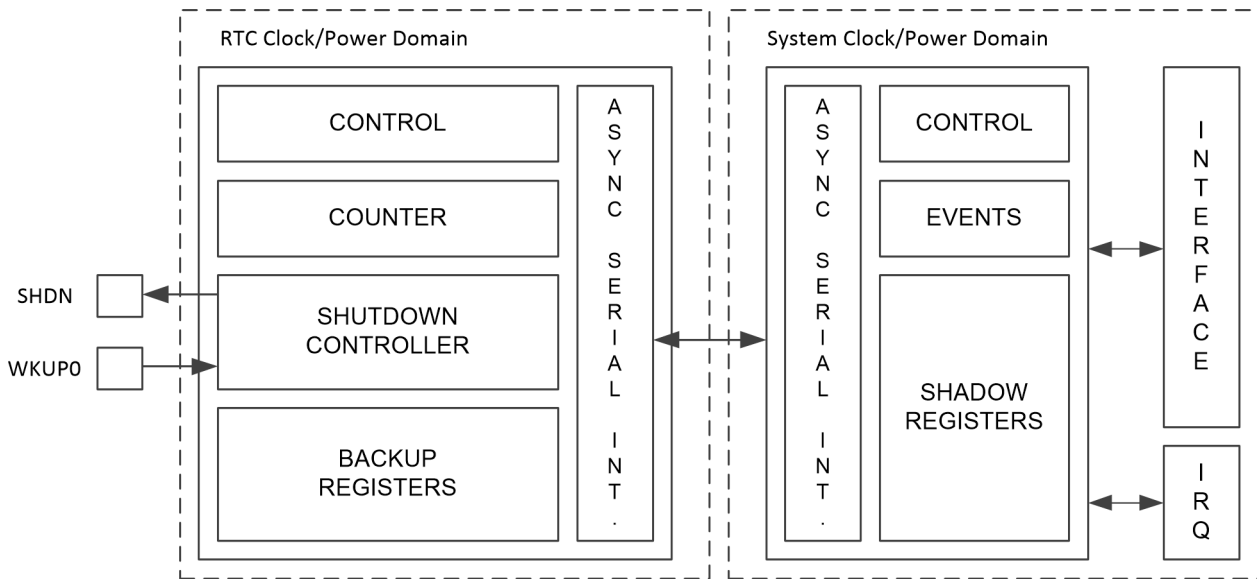 RTC Clock/Power Domain
CONTROL
COUNTER
SHUTDOWN
CONTROLLER
BACKUP
REGISTERS
ASYNC SERIAL INT.
SHDN
WKUP0
System Clock/Power Domain
ASYNC SERIAL INT.
CONTROL
EVENTS
SHADOW
REGISTERS
INTERFACE
IRQ